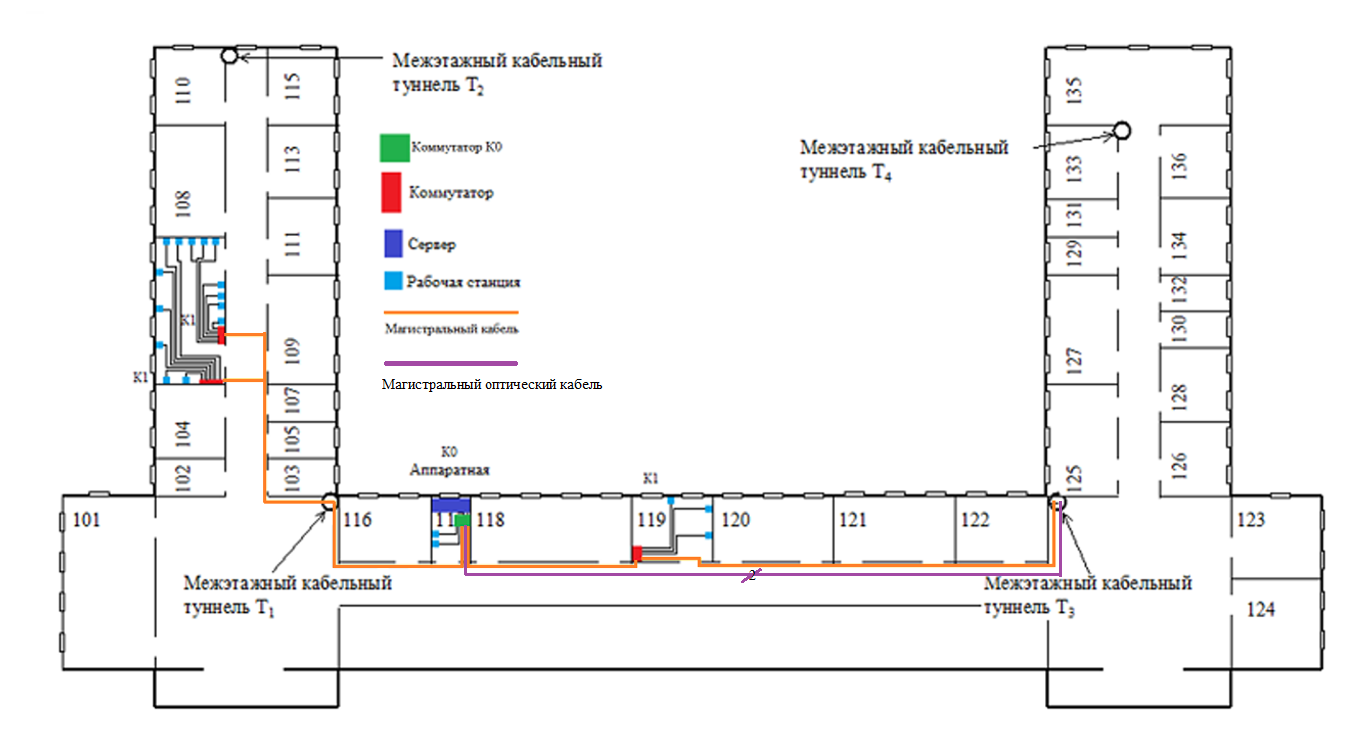 Межэтажный кабельный
туннель Т2
110
115
Коммутатор К0
113
Коммутатор
108
111
Сервер
Рабочая станция
К1
Магистральный кабель
109
К1
Магистральный оптический кабель
107
104
105
102
103
Межэтажный кабельный
туннель Т4
135
133
136
131
129
134
132
130
127
128
125
126
К0
Аппаратная
К1
101
116
118
119
120
121
122
123
2
Межэтажный кабельный
туннель Т1
Межэтажный кабельный
туннель Т3
124